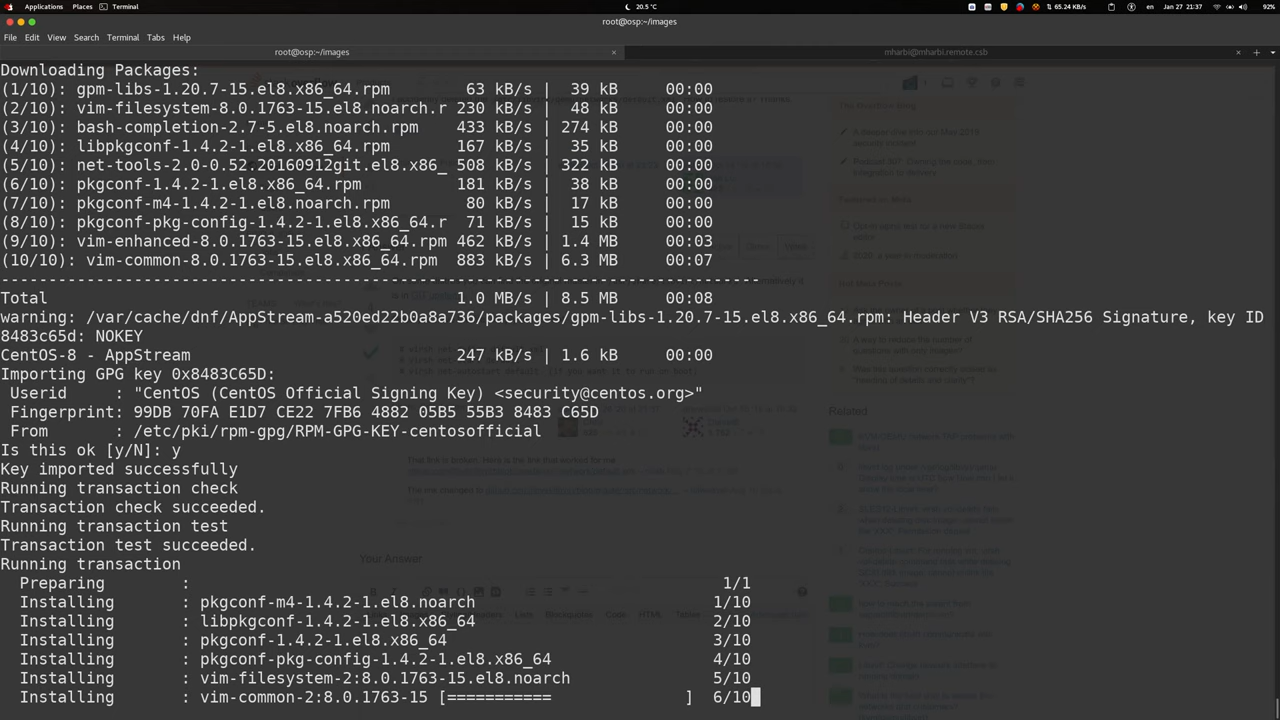 Applications Places Terminal 20.5 °C 65.24 KB/s en Jan 27 21:37 92%
root@osp:~/images
File Edit View Search Terminal Tabs Help
root@osp:~/images × mharbi@mharbi.remote.csb ×
Downloading Packages:
(1/10): gpm-libs-1.20.7-15.el8.x86_64.rpm 63 kB/s | 39 kB 00:00
(2/10): vim-filesystem-8.0.1763-15.el8.noarch.r 230 kB/s | 48 kB 00:00
(3/10): bash-completion-2.7-5.el8.noarch.rpm 433 kB/s | 274 kB 00:00
(4/10): libpkgconf-1.4.2-1.el8.x86_64.rpm 167 kB/s | 35 kB 00:00
(5/10): net-tools-2.0-0.52.20160912git.el8.x86_ 508 kB/s | 322 kB 00:00
(6/10): pkgconf-1.4.2-1.el8.x86_64.rpm 181 kB/s | 38 kB 00:00
(7/10): pkgconf-m4-1.4.2-1.el8.noarch.rpm 80 kB/s | 17 kB 00:00
(8/10): pkgconf-pkg-config-1.4.2-1.el8.x86_64.r 71 kB/s | 15 kB 00:00
(9/10): vim-enhanced-8.0.1763-15.el8.x86_64.rpm 462 kB/s | 1.4 MB 00:03
(10/10): vim-common-8.0.1763-15.el8.x86_64.rpm 883 kB/s | 6.3 MB 00:07
--------------------------------------------------------------------------------
Total 1.0 MB/s | 8.5 MB 00:08
warning: /var/cache/dnf/AppStream-a520ed22b0a8a736/packages/gpm-libs-1.20.7-15.el8.x86_64.rpm: Header V3 RSA/SHA256 Signature, key ID
8483c65d: NOKEY
CentOS-8 - AppStream 247 kB/s | 1.6 kB 00:00
Importing GPG key 0x8483C65D:
Userid : "CentOS (CentOS Official Signing Key) <security@centos.org>"
Fingerprint: 99DB 70FA E1D7 CE22 7FB6 4882 05B5 55B3 8483 C65D
From : /etc/pki/rpm-gpg/RPM-GPG-KEY-centosofficial
Is this ok [y/N]: y
Key imported successfully
Running transaction check
Transaction check succeeded.
Running transaction test
Transaction test succeeded.
Running transaction
Preparing : 1/1
Installing : pkgconf-m4-1.4.2-1.el8.noarch 1/10
Installing : libpkgconf-1.4.2-1.el8.x86_64 2/10
Installing : pkgconf-1.4.2-1.el8.x86_64 3/10
Installing : pkgconf-pkg-config-1.4.2-1.el8.x86_64 4/10
Installing : vim-filesystem-2:8.0.1763-15.el8.noarch 5/10
Installing : vim-common-2:8.0.1763-15 [=========== ] 6/10
Related
Your Answer